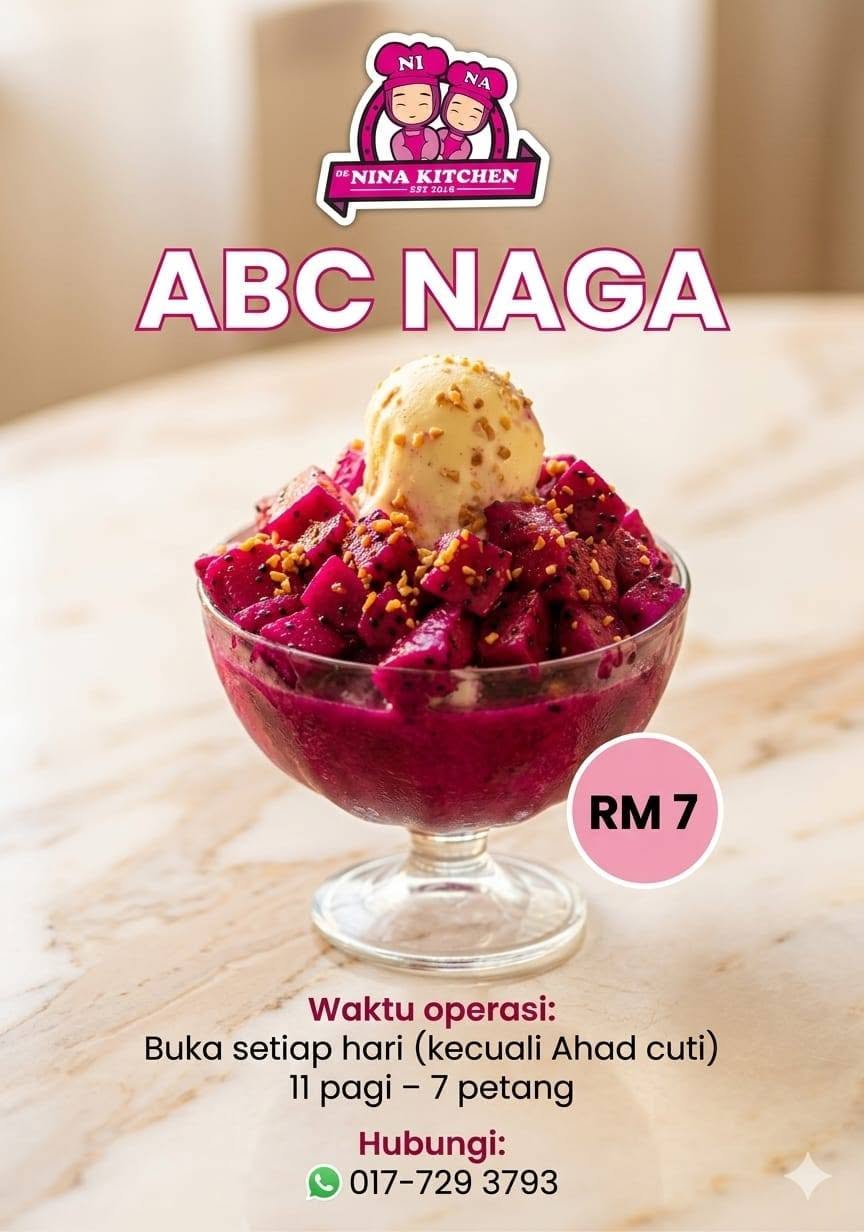 NI
NA
DE NINA KITCHEN
EST 2016
ABC NAGA
RM 7
Waktu operasi:
Buka setiap hari (kecuali Ahad cuti)
11 pagi – 7 petang
Hubungi:
017-729 3793